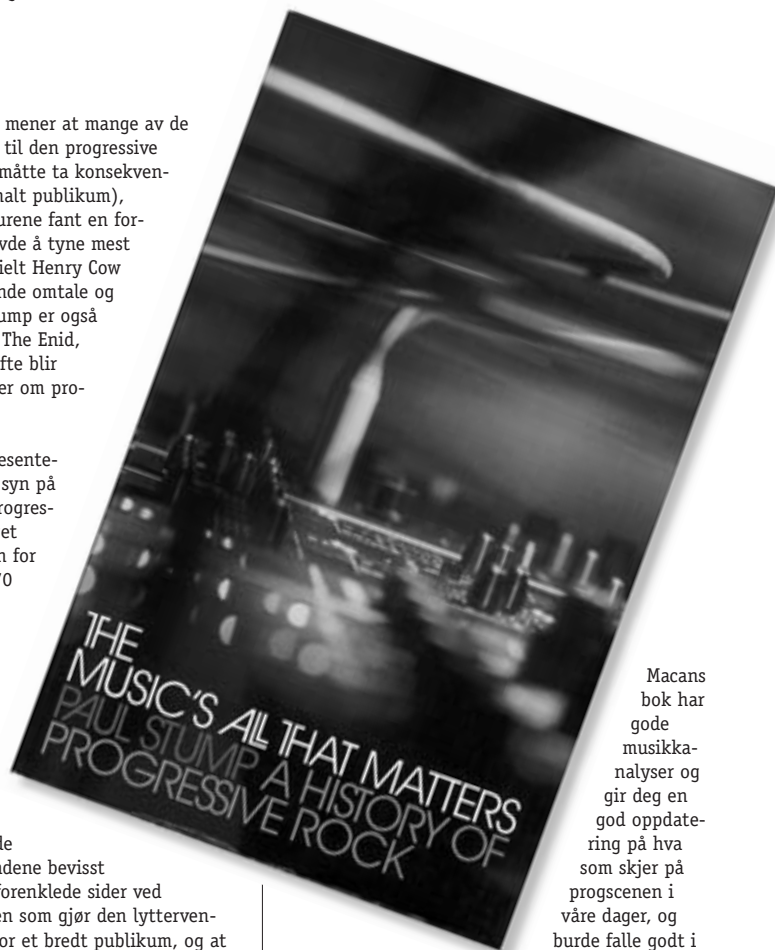 mener at mange av de
til den progressive
måtte ta konsekven-
nalt publikum),
urene fant en for-
vde å tyne mest
ielt Henry Cow
nde omtale og
ump er også
The Enid,
fte blir
er om pro-
esente-
syn på
rogres-
et
n for
70
THE
MUSIC'S ALL THAT MATTERS
PAUL STUMP A HISTORY OF
PROGRESSIVE ROCK
de
dene bevisst
forenklede sider ved
en som gjør den lytterven-
or et bredt publikum, og at
Macans
bok har
gode
musikka-
nalyser og
gir deg en
god oppdate-
ring på hva
som skjer på
progscenen i
våre dager, og
burde falle godt i